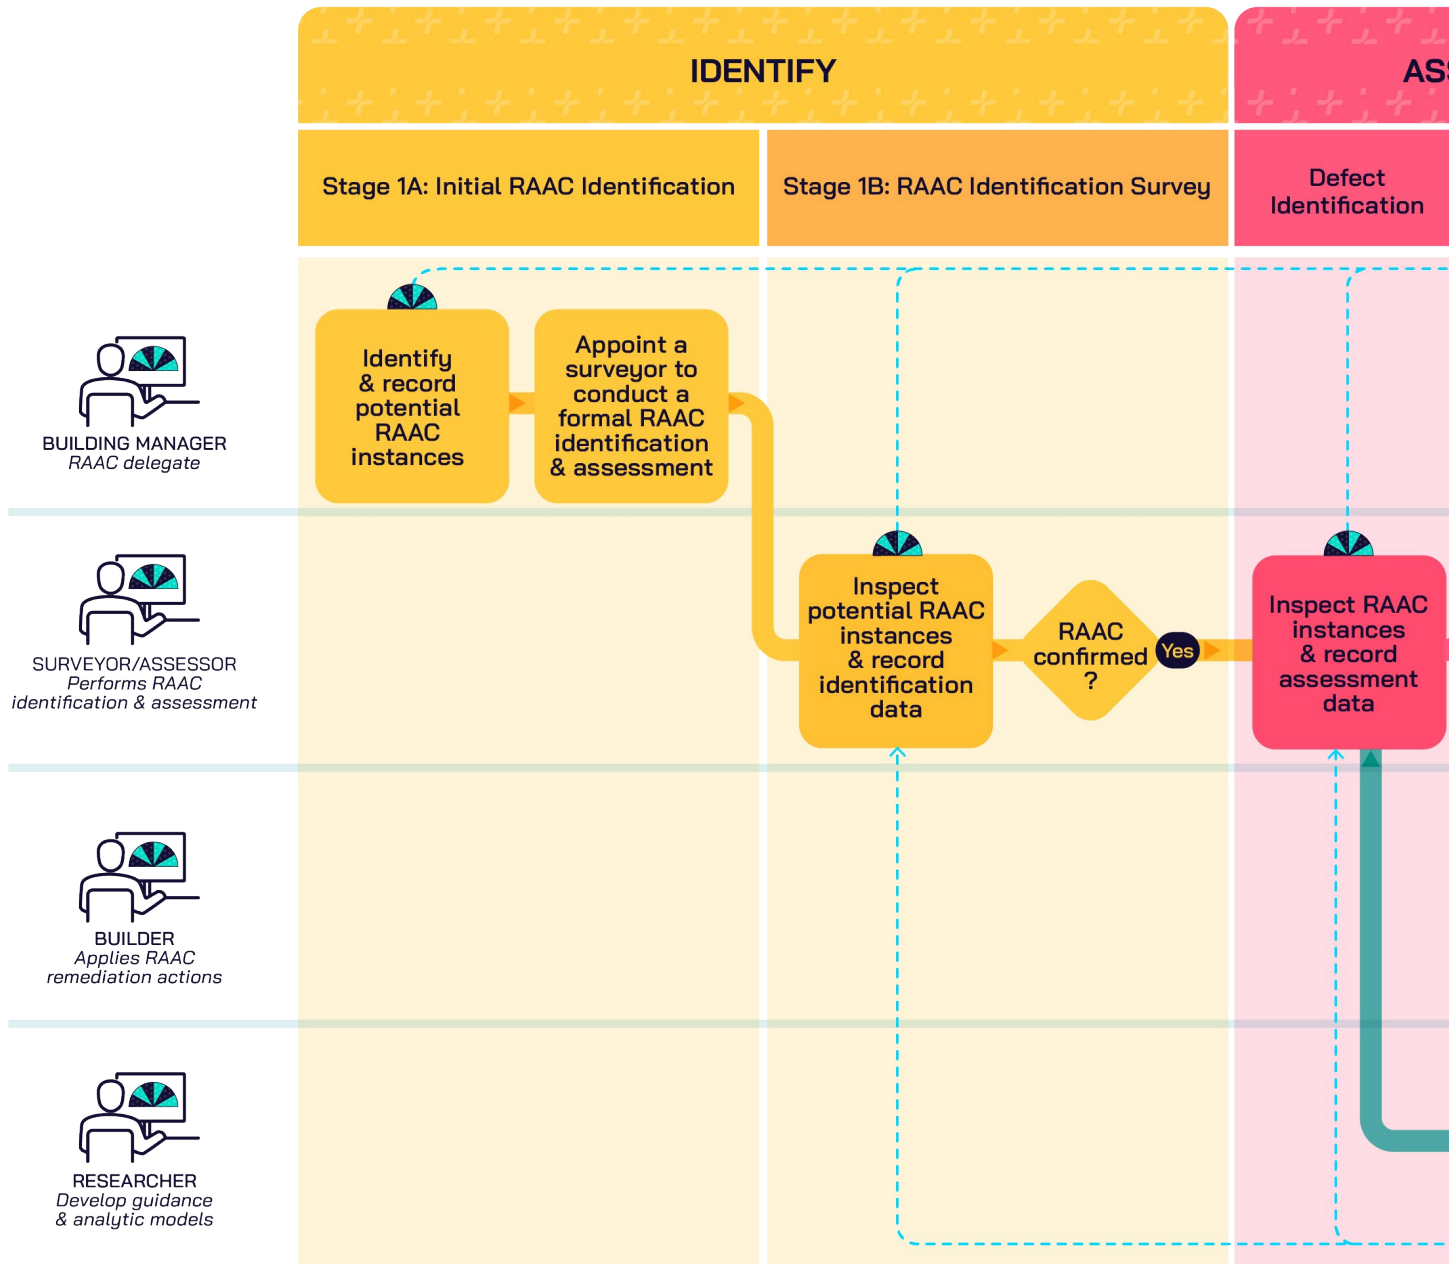 IDENTIFY
Stage 1A: Initial RAAC Identification
Stage 1B: RAAC Identification Survey
Defect
Identification
BUILDING MANAGER
RAAC delegate
Identify
& record
potential
RAAC
instances
Appoint a
surveyor to
conduct a
formal RAAC
identification
& assessment
SURVEYOR/ASSESSOR
Performs RAAC
identification & assessment
Inspect
potential RAAC
instances
& record
identification
data
RAAC
confirmed
?
Yes
Inspect RAAC
instances
& record
assessment
data
BUILDER
Applies RAAC
remediation actions
RESEARCHER
Develop guidance
& analytic models